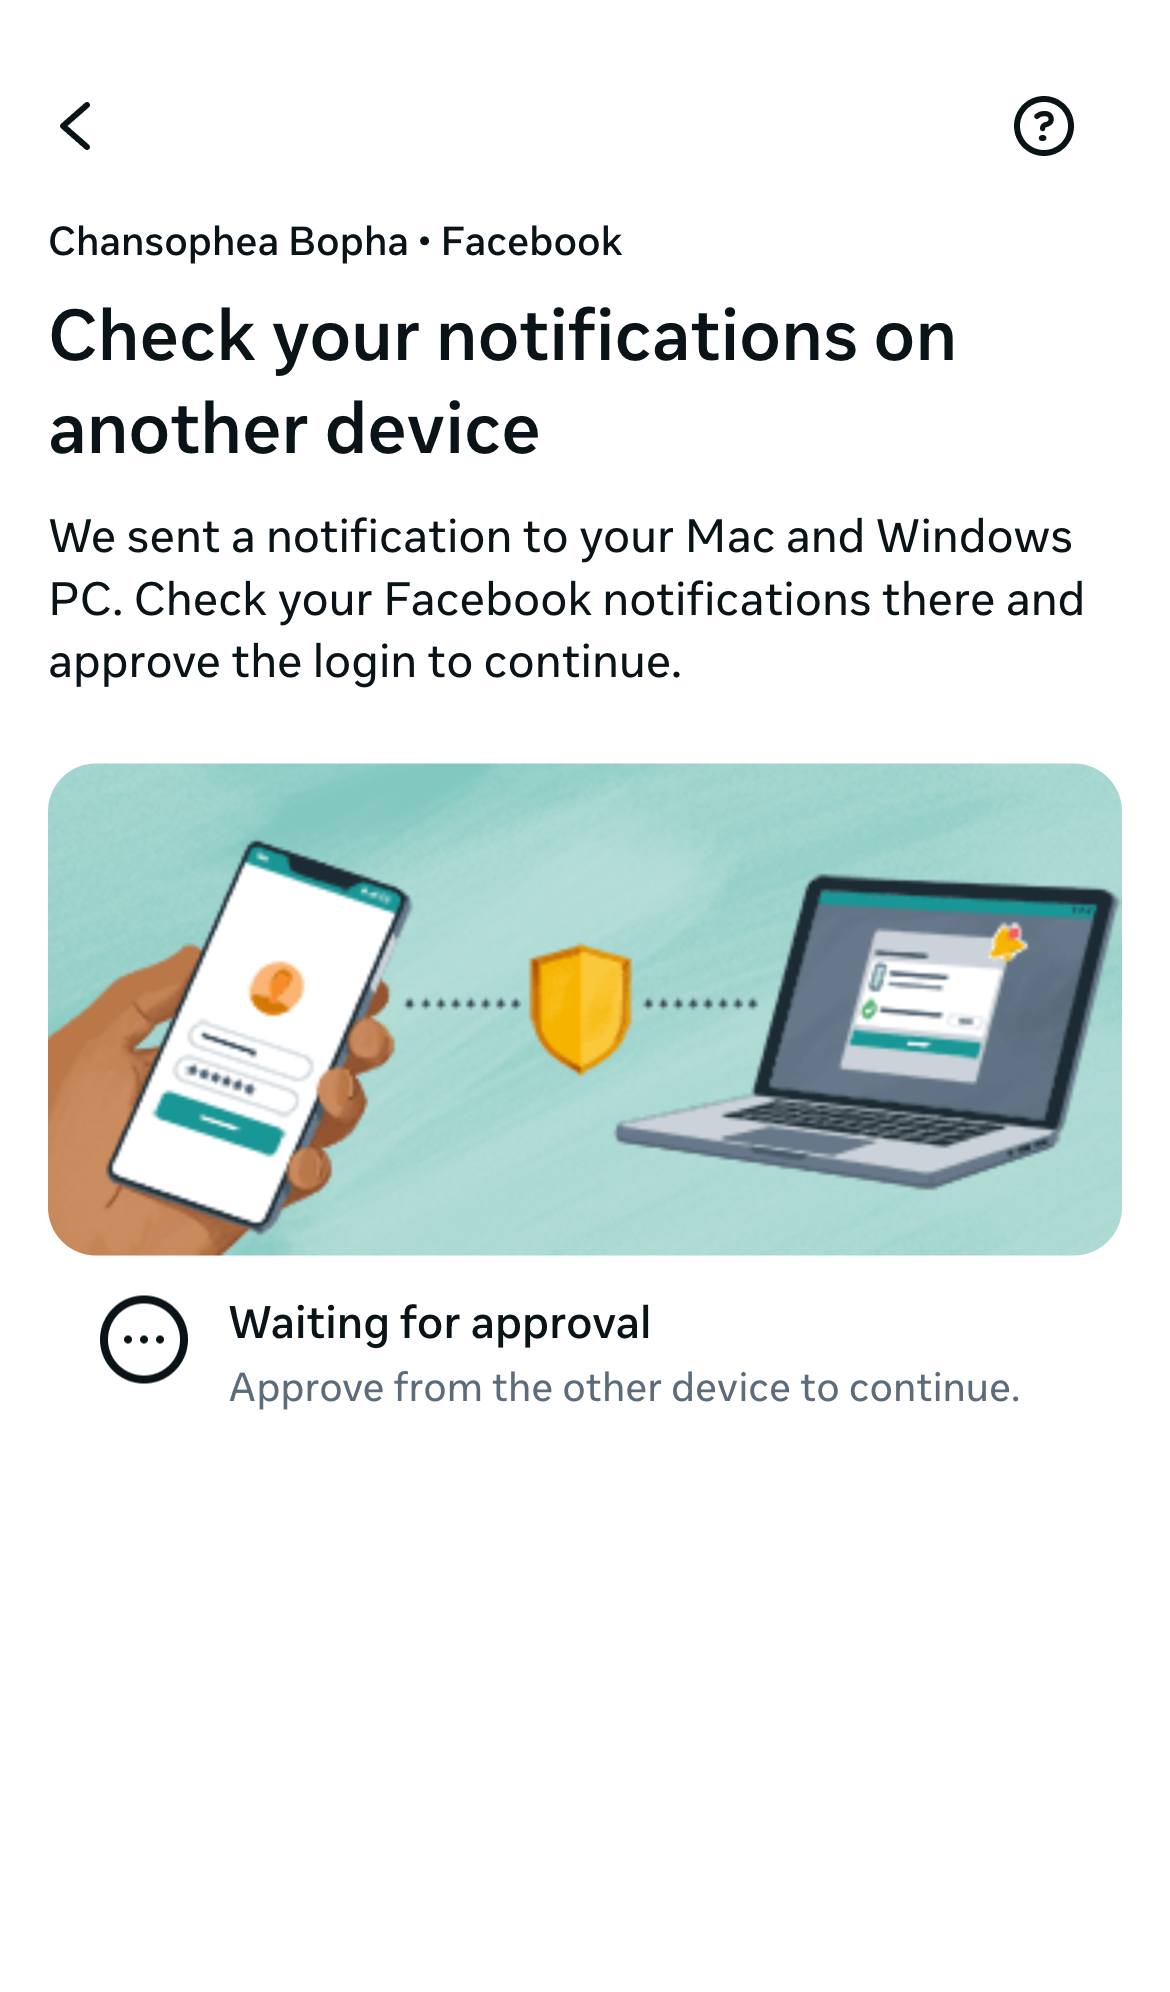 Chansophea Bopha • Facebook
Check your notifications on
another device
We sent a notification to your Mac and Windows
PC. Check your Facebook notifications there and
approve the login to continue.
Waiting for approval
Approve from the other device to continue.